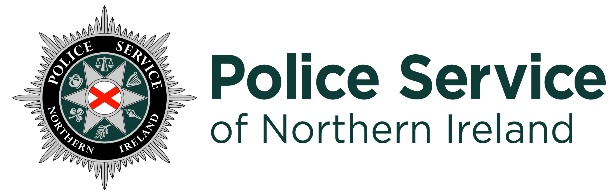 POLICE SERVICE
NORTHERN IRELAND
Police Service
of Northern Ireland